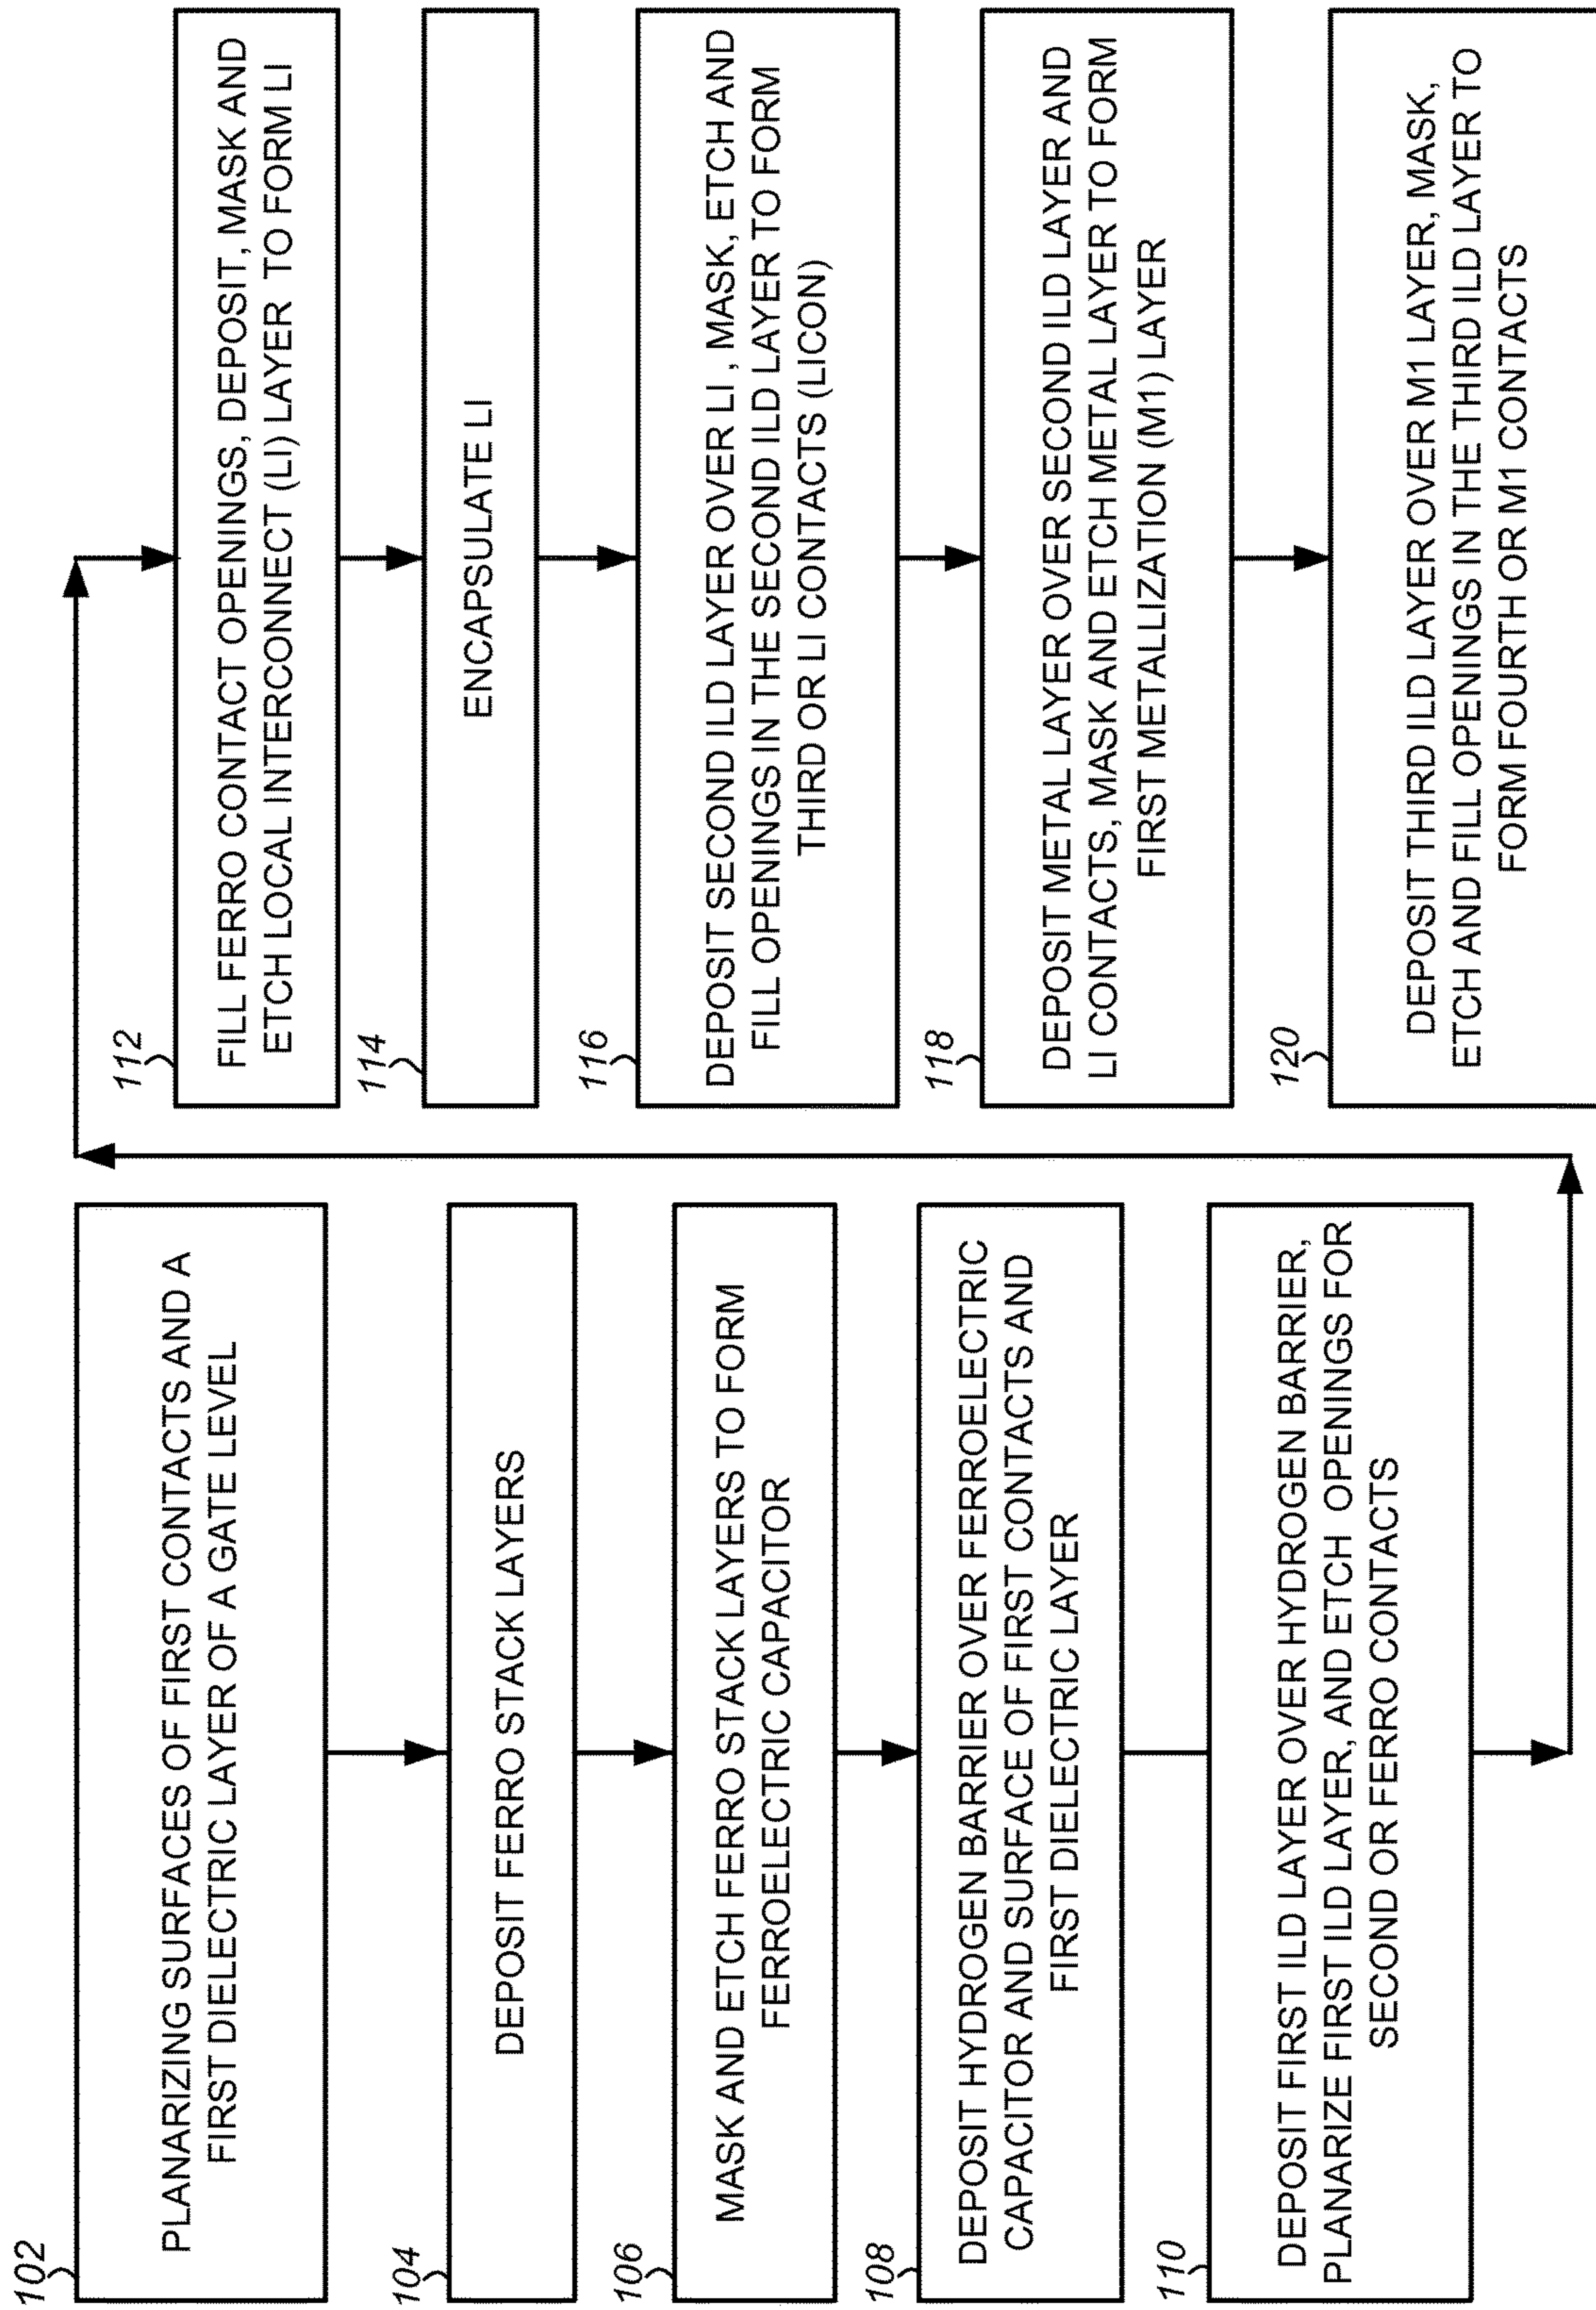 102
PLANARIZING SURFACES OF FIRST CONTACTS AND A
FIRST DIELECTRIC LAYER OF A GATE LEVEL
104
DEPOSIT FERRO STACK LAYERS
106
MASK AND ETCH FERRO STACK LAYERS TO FORM
FERROELECTRIC CAPACITOR
108
DEPOSIT HYDROGEN BARRIER OVER FERROELECTRIC
CAPACITOR AND SURFACE OF FIRST CONTACTS AND
FIRST DIELECTRIC LAYER
110
DEPOSIT FIRST ILD LAYER OVER HYDROGEN BARRIER,
PLANARIZE FIRST ILD LAYER, AND ETCH OPENINGS FOR
SECOND OR FERRO CONTACTS
112
FILL FERRO CONTACT OPENINGS, DEPOSIT, MASK AND
ETCH LOCAL INTERCONNECT (LI) LAYER TO FORM LI
114
ENCAPSULATE LI
116
DEPOSIT SECOND ILD LAYER OVER LI , MASK, ETCH AND
FILL OPENINGS IN THE SECOND ILD LAYER TO FORM
THIRD OR LI CONTACTS (LICON)
118
DEPOSIT METAL LAYER OVER SECOND ILD LAYER AND
LI CONTACTS, MASK AND ETCH METAL LAYER TO FORM
FIRST METALLIZATION (M1) LAYER
120
DEPOSIT THIRD ILD LAYER OVER M1 LAYER, MASK,
ETCH AND FILL OPENINGS IN THE THIRD ILD LAYER TO
FORM FOURTH OR M1 CONTACTS